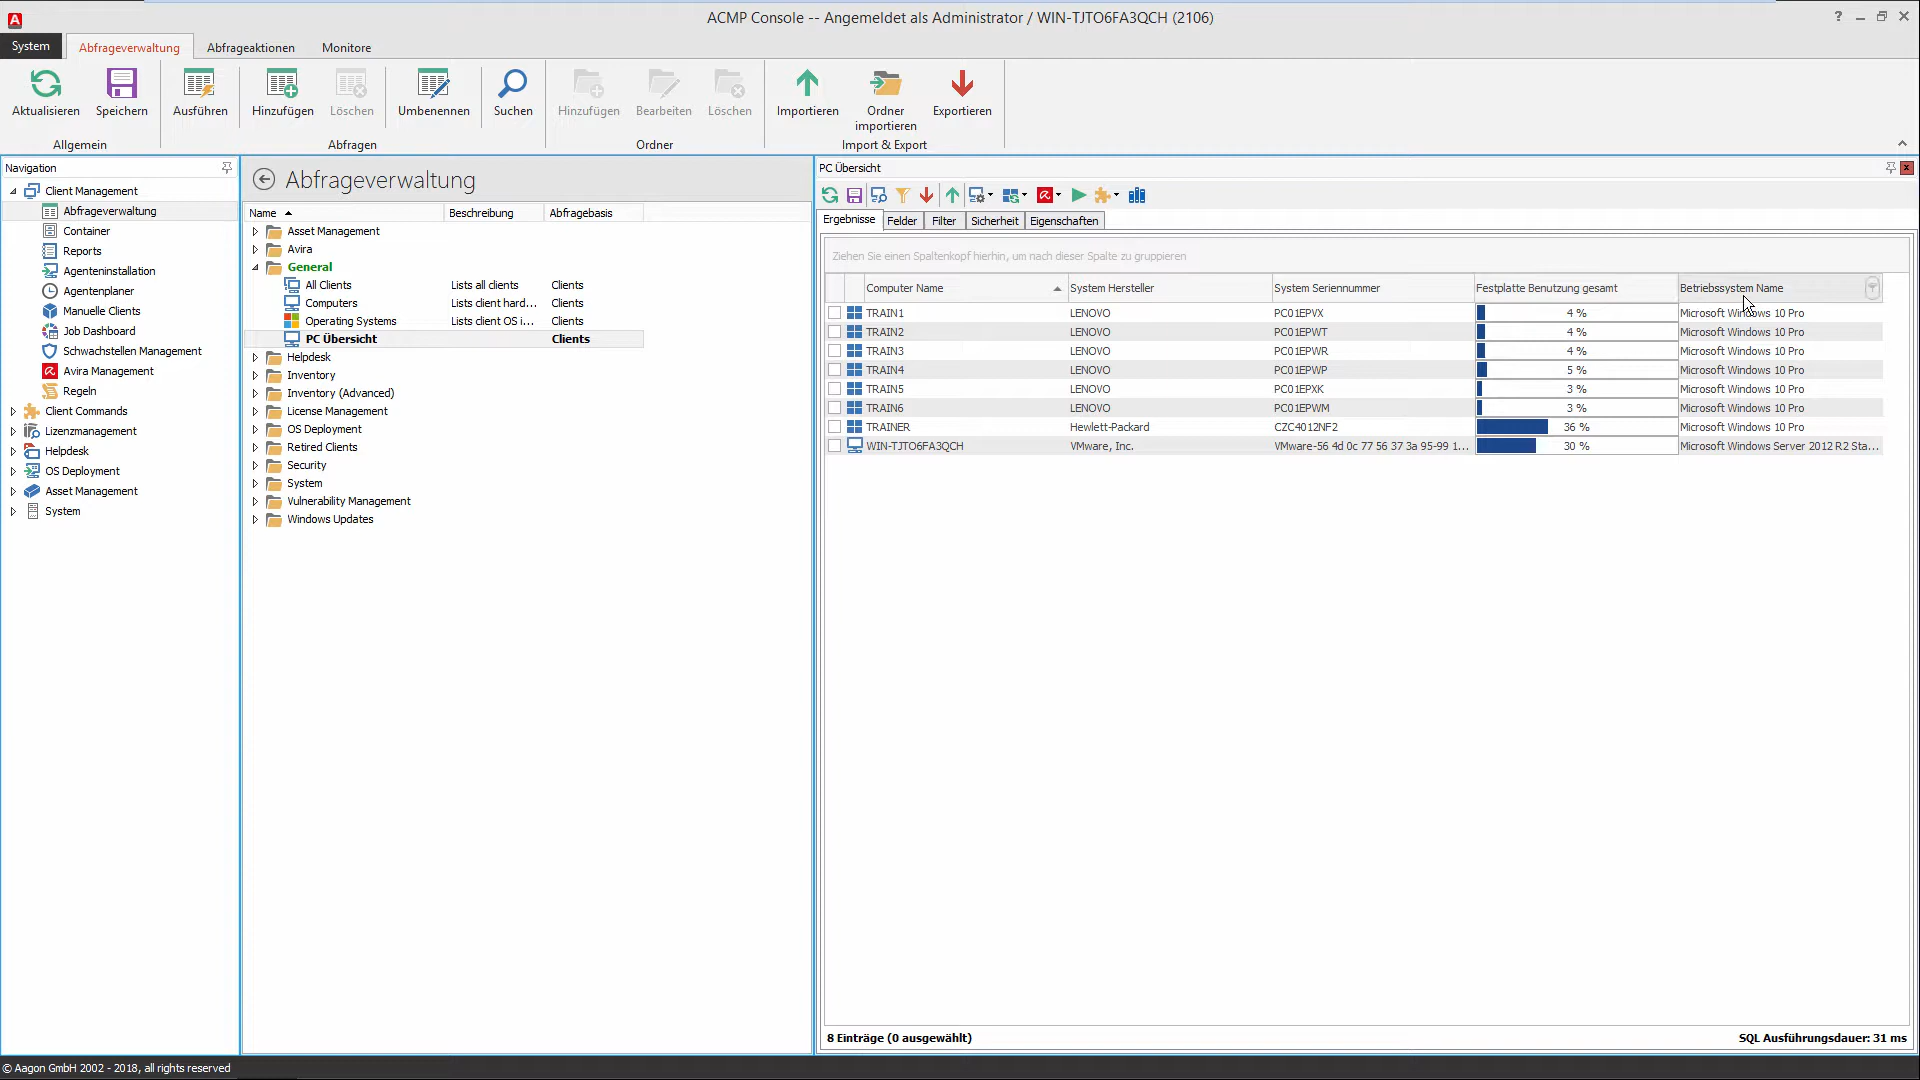 ACMP Console -- Angemeldet als Administrator / WIN-TJTO6FA3QCH (2106)
System Abfrageverwaltung Abfrageaktionen Monitore
Aktualisieren Speichern Ausführen Hinzufügen Löschen Umbenennen Suchen Hinzufügen Bearbeiten Löschen Importieren Ordner importieren Exportieren
Allgemein Abfragen Ordner Import & Export
Navigation
Client Management
Abfrageverwaltung
Container
Reports
Agenteninstallation
Agentenplaner
Manuelle Clients
Job Dashboard
Schwachstellen Management
Avira Management
Regeln
Client Commands
Lizenzmanagement
Helpdesk
OS Deployment
Asset Management
System
Abfrageverwaltung
Name Beschreibung Abfragebasis
Asset Management
Avira
General
All Clients Lists all clients Clients
Computers Lists client hard... Clients
Operating Systems Lists client OS i... Clients
PC Übersicht Clients
Helpdesk
Inventory
Inventory (Advanced)
License Management
OS Deployment
Retired Clients
Security
System
Vulnerability Management
Windows Updates
PC Übersicht
Ergebnisse Felder Filter Sicherheit Eigenschaften
Ziehen Sie einen Spaltenkopf hierhin, um nach dieser Spalte zu gruppieren
Computer Name System Hersteller System Seriennummer Festplatte Benutzung gesamt Betriebssystem Name
TRAIN1 LENOVO PC01EPVX 4 % Microsoft Windows 10 Pro
TRAIN2 LENOVO PC01EPWT 4 % Microsoft Windows 10 Pro
TRAIN3 LENOVO PC01EPWR 4 % Microsoft Windows 10 Pro
TRAIN4 LENOVO PC01EPWP 5 % Microsoft Windows 10 Pro
TRAIN5 LENOVO PC01EPXK 3 % Microsoft Windows 10 Pro
TRAIN6 LENOVO PC01EPWM 3 % Microsoft Windows 10 Pro
TRAINER Hewlett-Packard CZC4012NF2 36 % Microsoft Windows 10 Pro
WIN-TJTO6FA3QCH VMware, Inc. VMware-56 4d 0c 77 56 37 3a 95-99 1... 30 % Microsoft Windows Server 2012 R2 Sta...
8 Einträge (0 ausgewählt) SQL Ausführungsdauer: 31 ms
© Aagon GmbH 2002 - 2018, all rights reserved